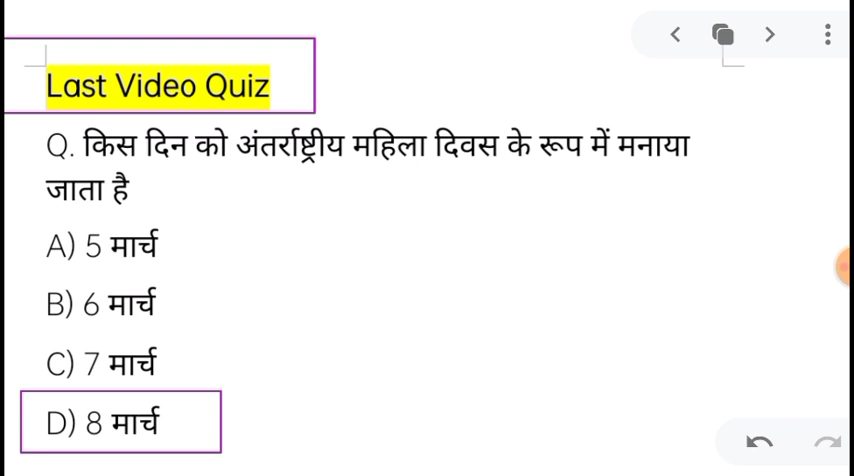 Last Video Quiz
Q. किस दिन को अंतर्राष्ट्रीय महिला दिवस के रूप में मनाया
जाता है
A) 5 मार्च
B) 6 मार्च
C) 7 मार्च
D) 8 मार्च